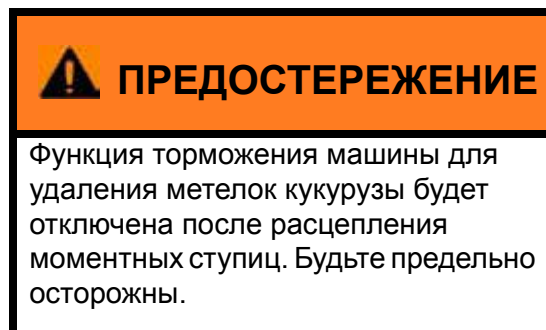 ПРЕДОСТЕРЕЖЕНИЕ
Функция торможения машины для
удаления метелок кукурузы будет
отключена после расцепления
моментных ступиц. Будьте предельно
осторожны.